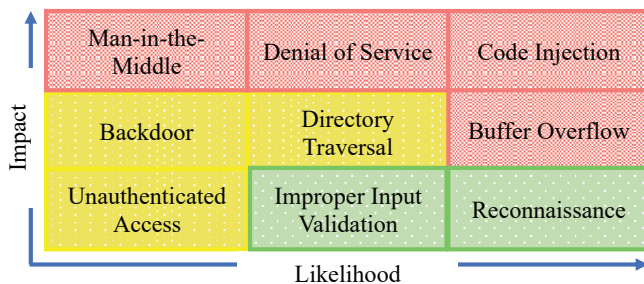 Man-in-the-
Middle
Denial of Service
Code Injection
Impact
Backdoor
Directory
Traversal
Buffer Overflow
Unauthenticated
Access
Improper Input
Validation
Reconnaissance
Likelihood